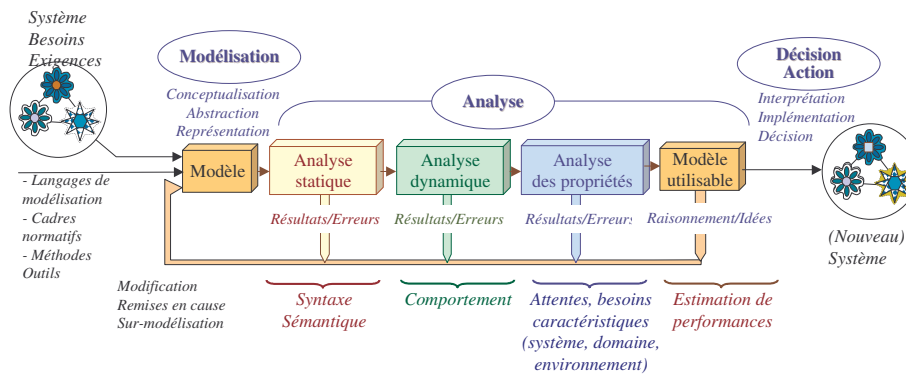 Système
Besoins
Exigences
Modélisation
Conceptualisation
Abstraction
Représentation
Analyse
Décision
Action
Interprétation
Implémentation
Décision
Modèle
Analyse
statique
Analyse
dynamique
Analyse
des propriétés
Modèle
utilisable
- Langages de
modélisation
- Cadres
normatifs
- Méthodes
Outils
Résultats/Erreurs
Résultats/Erreurs
Résultats/Erreurs
Raisonnement/Idées
(Nouveau)
Système
Modification
Remises en cause
Sur-modélisation
Syntaxe
Sémantique
Comportement
Attentes, besoins
caractéristiques
(système, domaine,
environnement)
Estimation de
performances